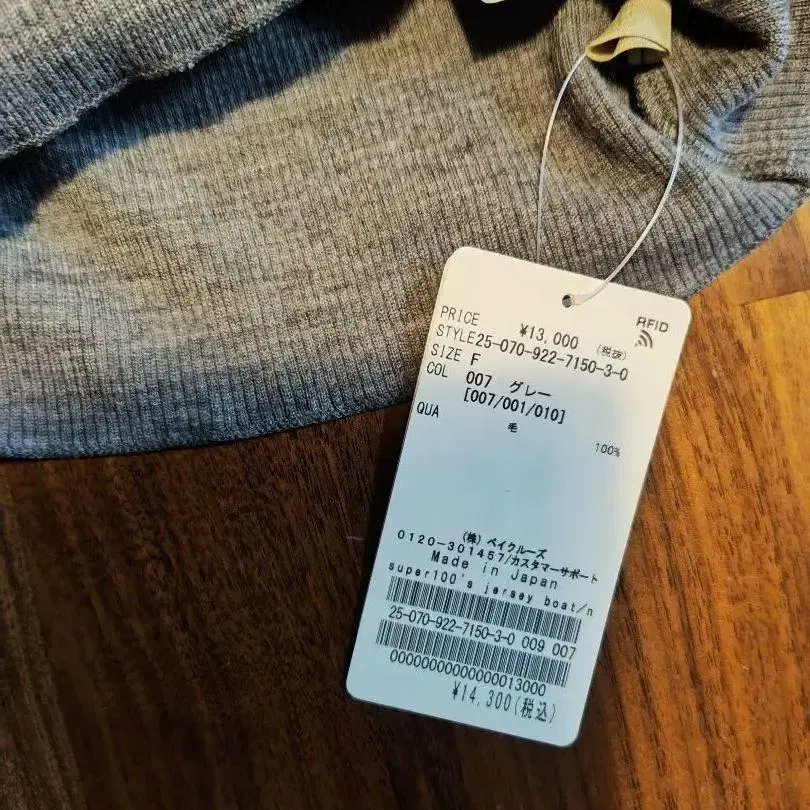 RFID
PRICE ¥13,000 (税抜)
STYLE 25-070-922-7150-3-0
SIZE F
COL 007 グレー
[007/001/010]
QUA
毛
100%
(株) ベイクルーズ
0120-301457/カスタマーサポート
Made in Japan
super100's jersey boat/n
25-070-922-7150-3-0 009 007
00000000000000013000
¥14,300(税込)